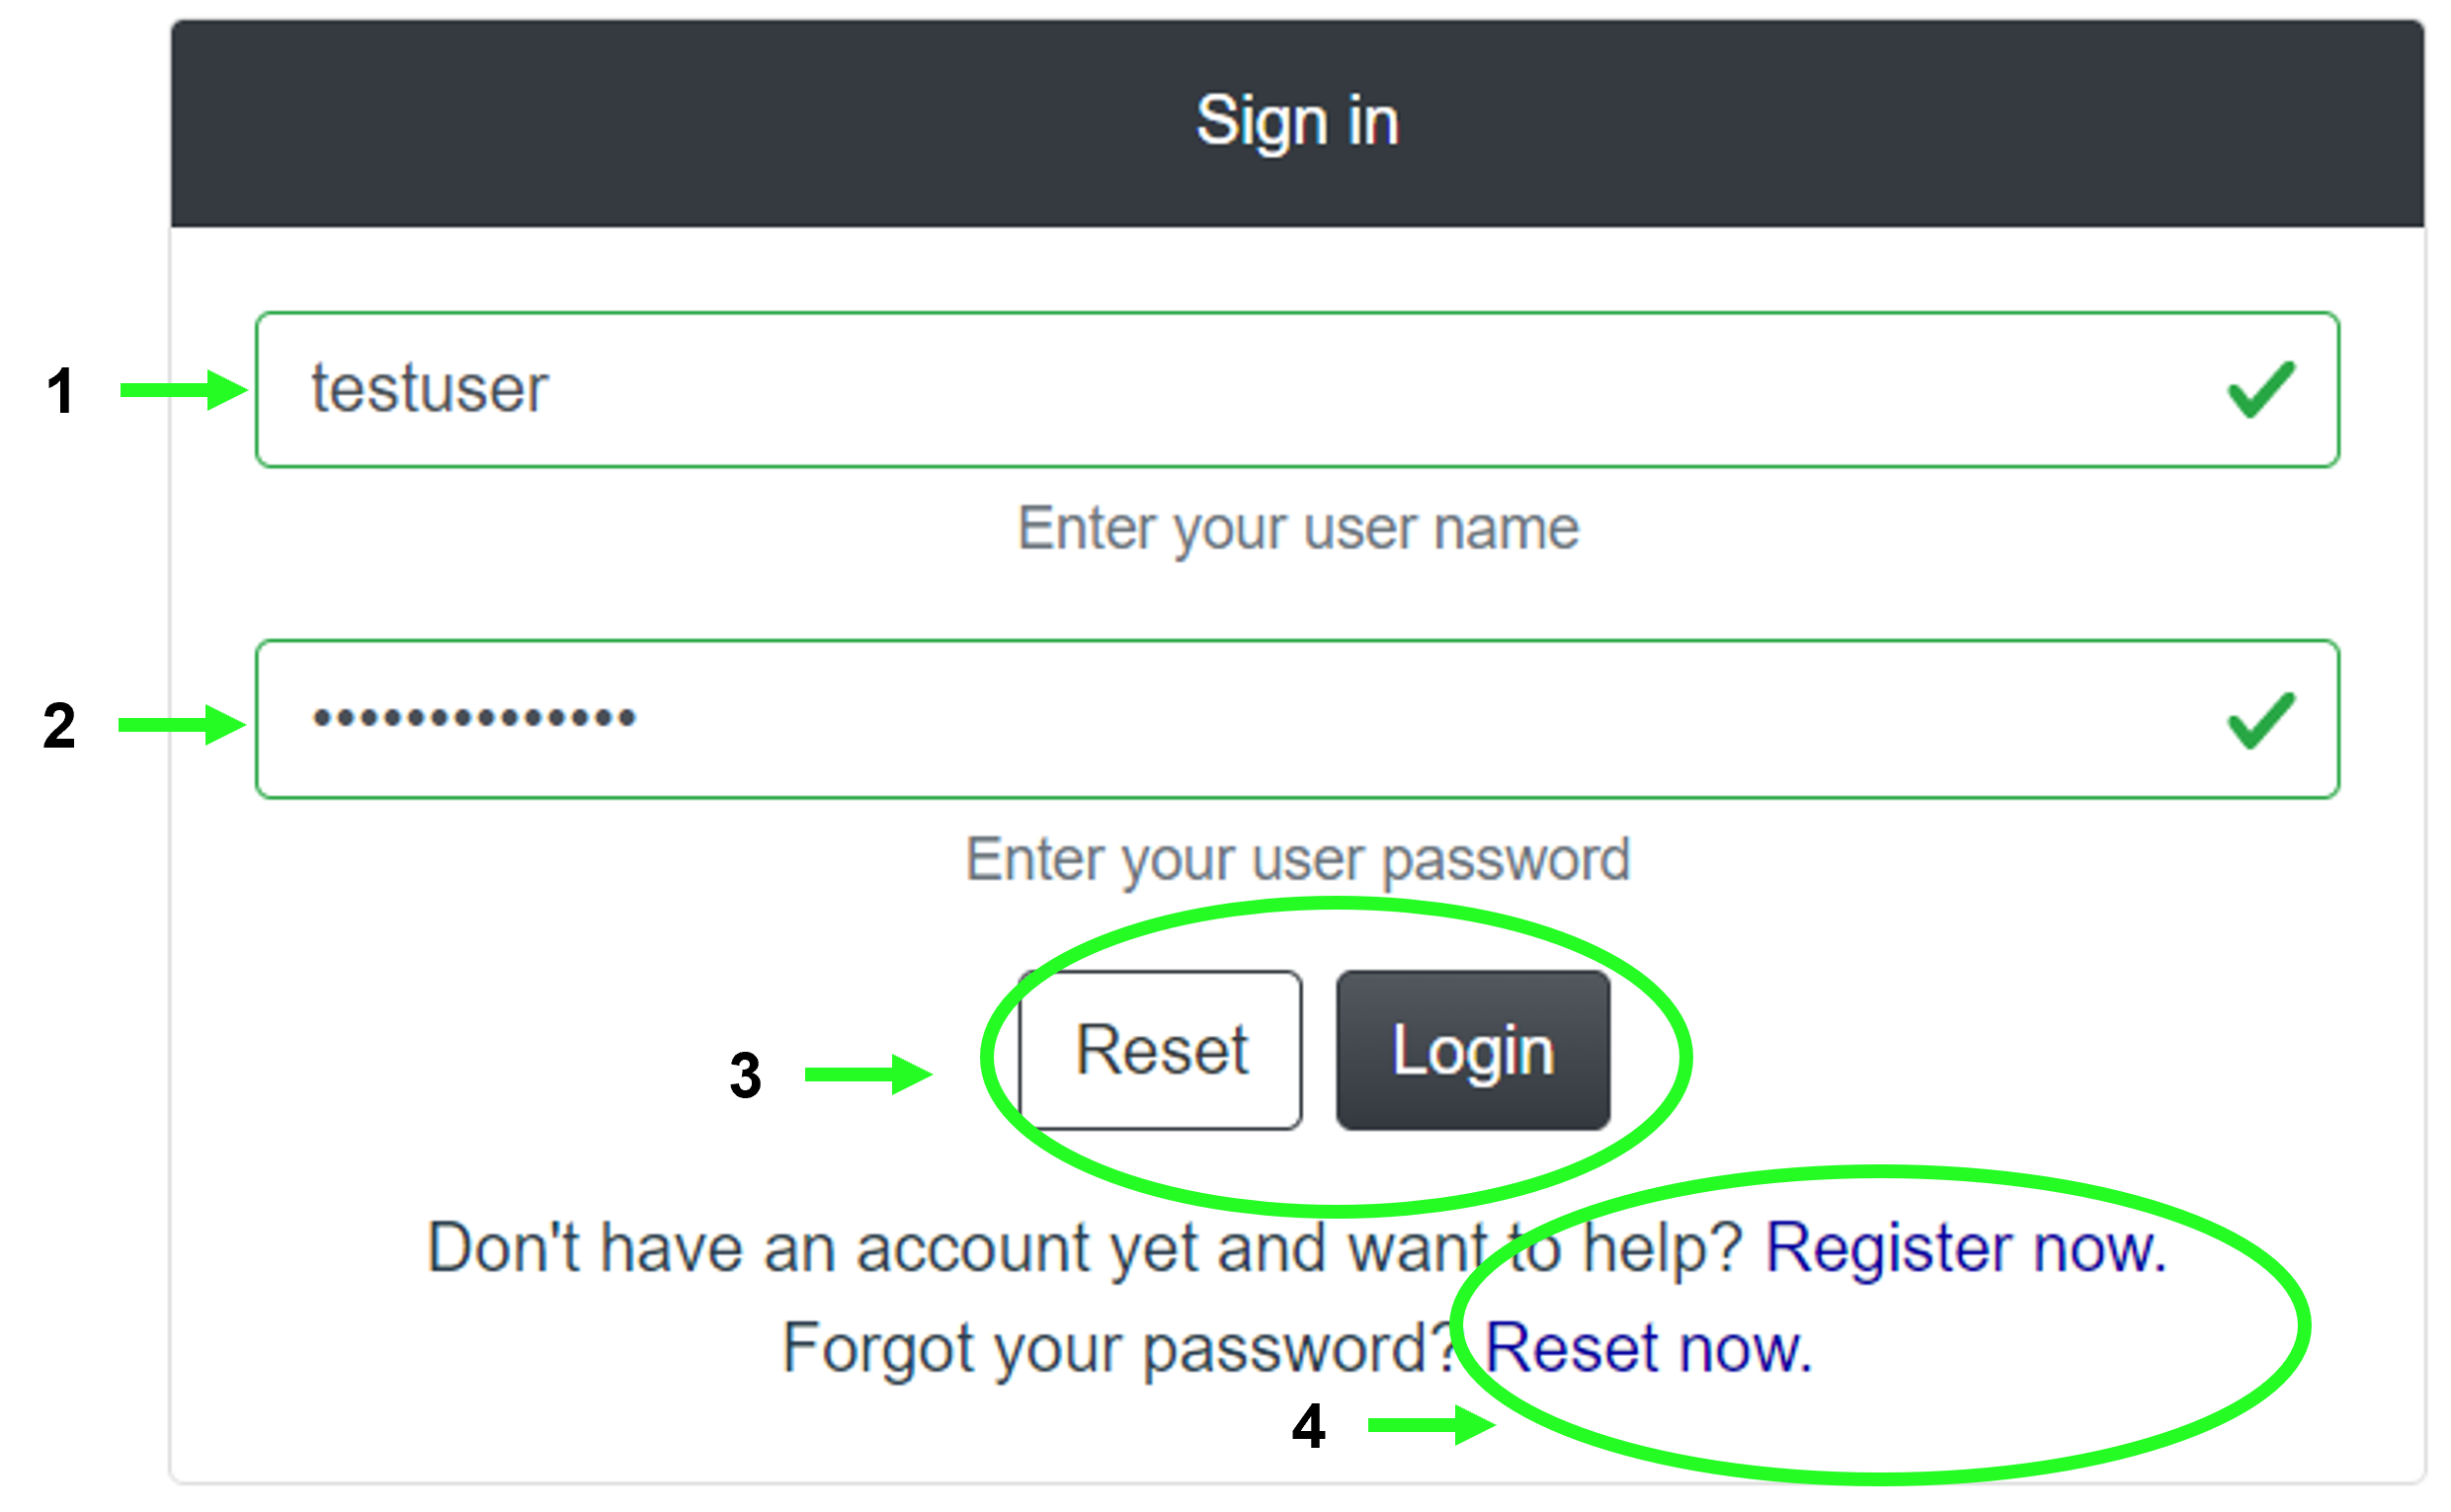 Sign in
1
testuser
Enter your user name
2
••••••••••••••
Enter your user password
3
Reset Login
Don't have an account yet and want to help? Register now.
Forgot your password? Reset now.
4